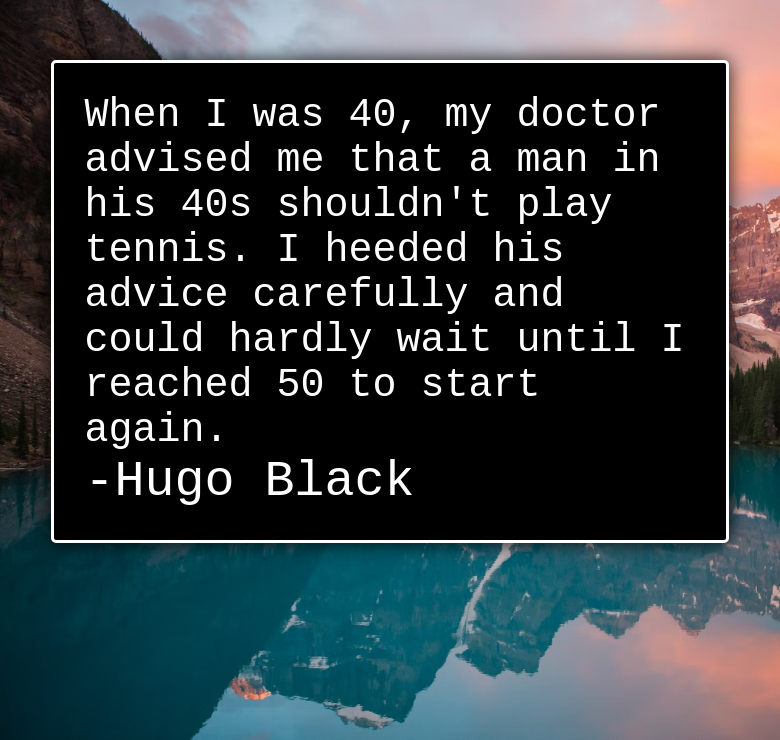 When I was 40, my doctor
advised me that a man in
his 40s shouldn't play
tennis. I heeded his
advice carefully and
could hardly wait until I
reached 50 to start
again.
-Hugo Black